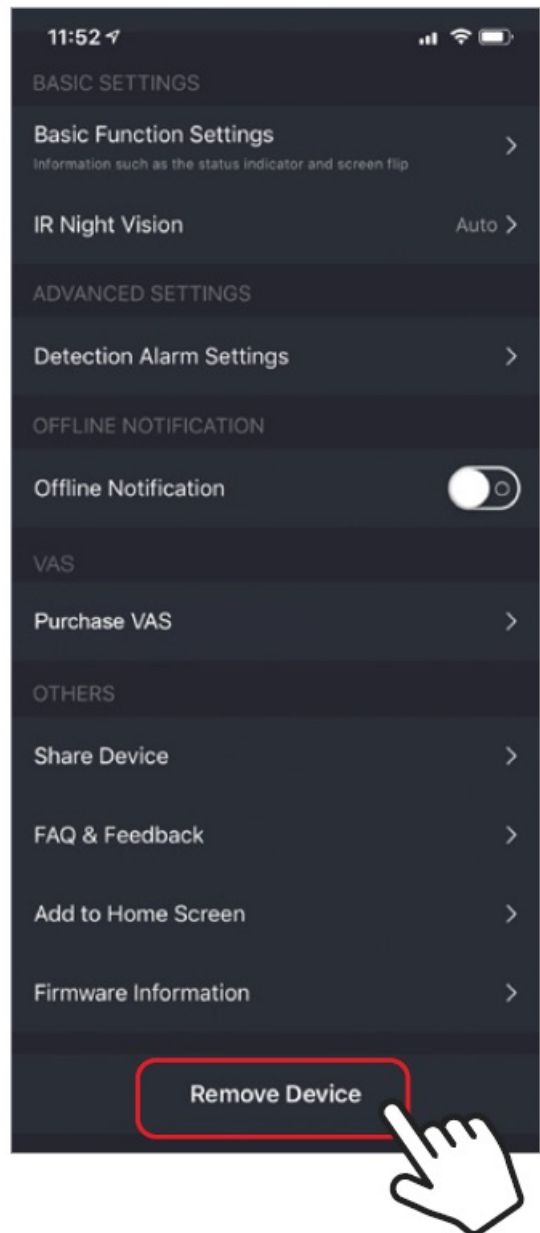 11:52
BASIC SETTINGS
Basic Function Settings
Information such as the status indicator and screen flip
IR Night Vision
Auto
ADVANCED SETTINGS
Detection Alarm Settings
OFFLINE NOTIFICATION
Offline Notification
VAS
Purchase VAS
OTHERS
Share Device
FAQ & Feedback
Add to Home Screen
Firmware Information
Remove Device